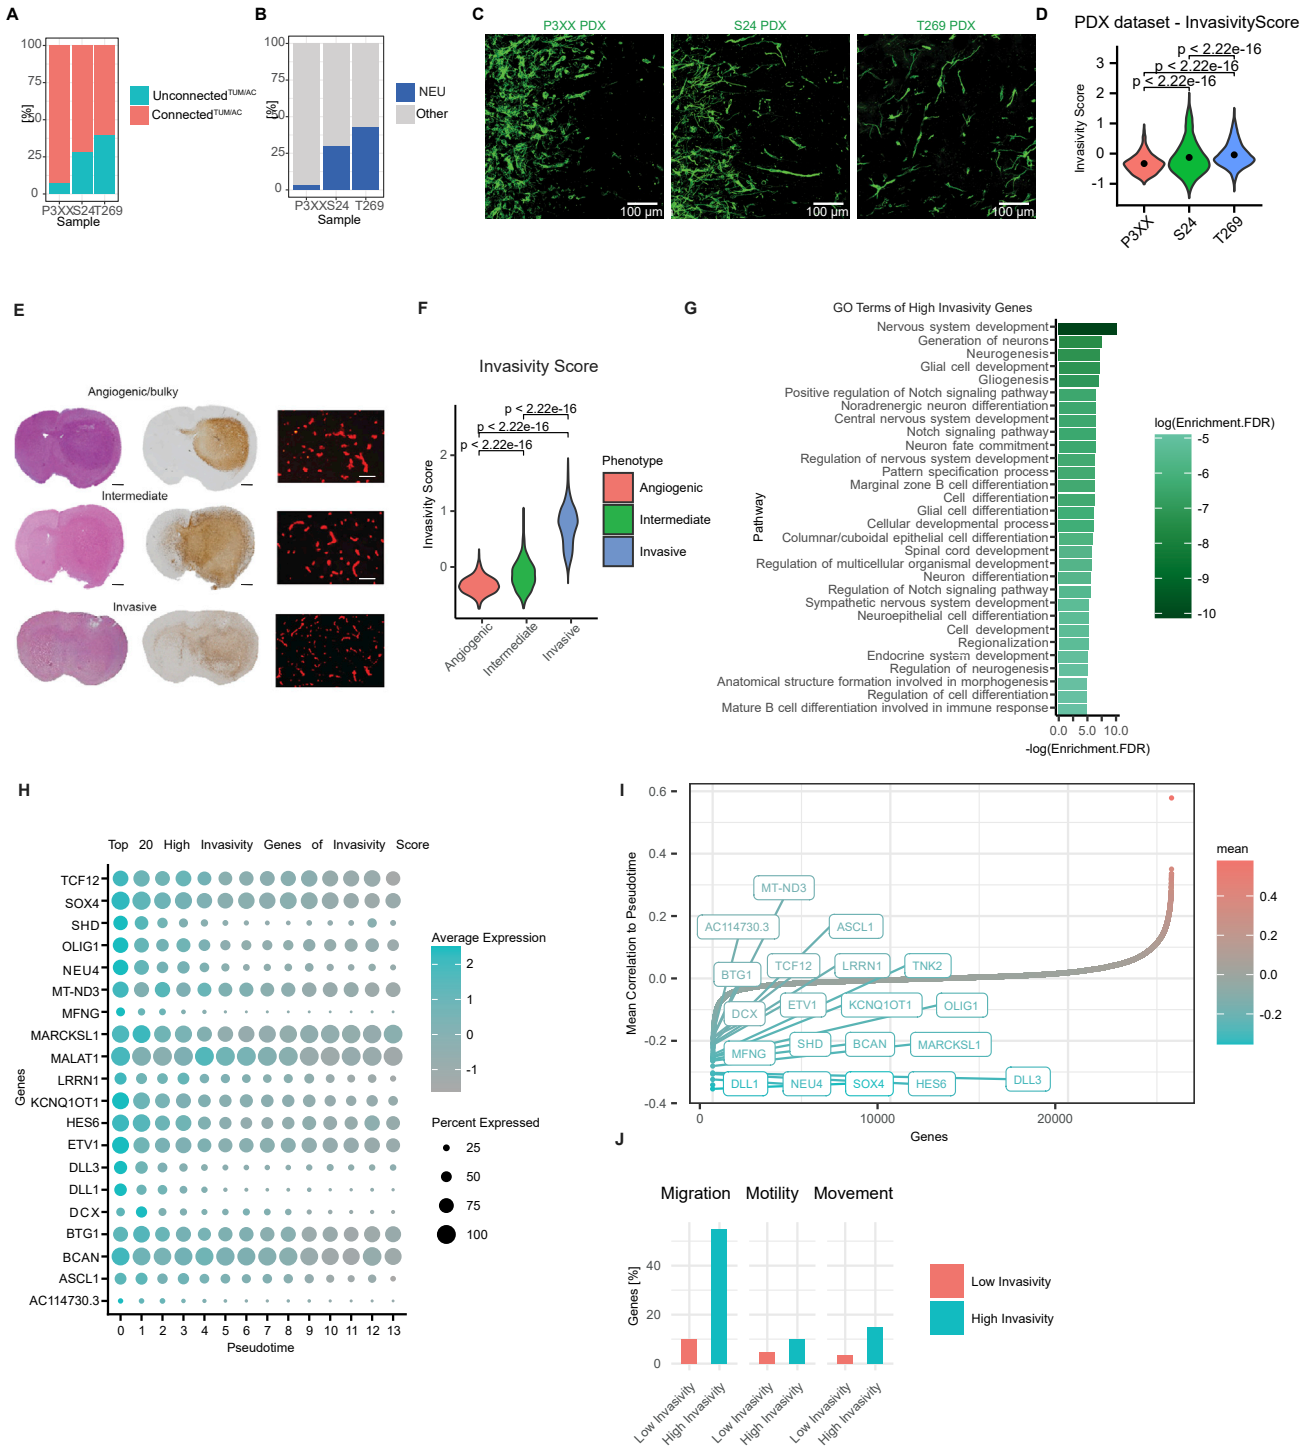 A
100
75
50
25
0
[%]
P3XX S24 T269
Sample
Unconnected TUM/AC
Connected TUM/AC
B
100
75
50
25
0
[%]
P3XX S24 T269
Sample
NEU
Other
C
P3XX PDX
S24 PDX
T269 PDX
100 µm
100 µm
100 µm
D
PDX dataset - InvasivityScore
p < 2.22e-16
p < 2.22e-16
p < 2.22e-16
3
2
1
0
-1
Invasivity Score
P3XX
S24
T269
E
Angiogenic/bulky
Intermediate
Invasive
F
Invasivity Score
p < 2.22e-16
p < 2.22e-16
p < 2.22e-16
2
1
0
Invasivity Score
Angiogenic
Intermediate
Invasive
Phenotype
Angiogenic
Intermediate
Invasive
G
GO Terms of High Invasivity Genes
Nervous system development
Generation of neurons
Neurogenesis
Glial cell development
Gliogenesis
Positive regulation of Notch signaling pathway
Noradrenergic neuron differentiation
Central nervous system development
Notch signaling pathway
Neuron fate commitment
Regulation of nervous system development
Pattern specification process
Marginal zone B cell differentiation
Cell differentiation
Glial cell differentiation
Cellular developmental process
Columnar/cuboidal epithelial cell differentiation
Spinal cord development
Regulation of multicellular organismal development
Neuron differentiation
Regulation of Notch signaling pathway
Sympathetic nervous system development
Neuroepithelial cell differentiation
Cell development
Regionalization
Endocrine system development
Regulation of neurogenesis
Anatomical structure formation involved in morphogenesis
Regulation of cell differentiation
Mature B cell differentiation involved in immune response
Pathway
0.0 5.0 10.0
-log(Enrichment.FDR)
log(Enrichment.FDR)
-5
-6
-7
-8
-9
-10
H
Top 20 High Invasivity Genes of Invasivity Score
TCF12
SOX4
SHD
OLIG1
NEU4
MT-ND3
MFNG
MARCKSL1
MALAT1
LRRN1
KCNQ1OT1
HES6
ETV1
DLL3
DLL1
DCX
BTG1
BCAN
ASCL1
AC114730.3
Genes
0 1 2 3 4 5 6 7 8 9 10 11 12 13
Pseudotime
Average Expression
2
1
0
-1
Percent Expressed
25
50
75
100
I
0.6
0.4
0.2
0.0
-0.2
-0.4
Mean Correlation to Pseudotime
MT-ND3
AC114730.3
ASCL1
BTG1
TCF12
LRRN1
TNK2
DCX
ETV1
KCNQ1OT1
OLIG1
MFNG
SHD
BCAN
MARCKSL1
DLL1
NEU4
SOX4
HES6
DLL3
0 10000 20000
Genes
mean
0.4
0.2
0.0
-0.2
J
Migration Motility Movement
40
20
0
Genes [%]
Low Invasivity
High Invasivity
Low Invasivity
High Invasivity
Low Invasivity
High Invasivity
Low Invasivity
High Invasivity